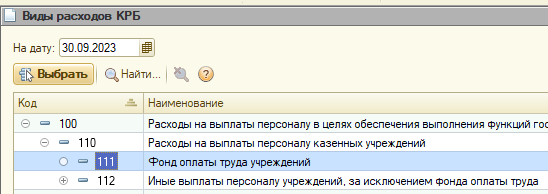 Виды расходов КРБ
На дату: 30.09.2023
Выбрать Найти... ?
Код Наименование
100 Расходы на выплаты персоналу в целях обеспечения выполнения функций
110 Расходы на выплаты персоналу казенных учреждений
111 Фонд оплаты труда учреждений
112 Иные выплаты персоналу учреждений, за исключением фонда оплаты труда